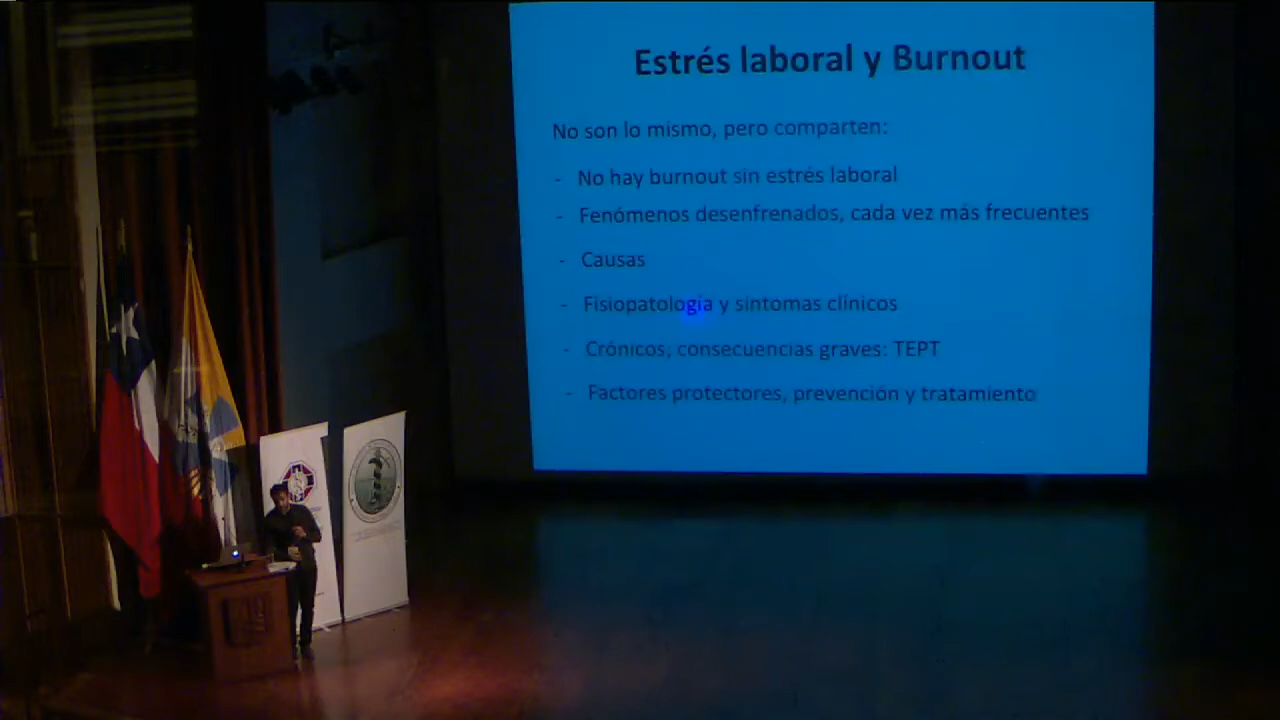 Estrés laboral y Burnout
No son lo mismo, pero comparten:
- No hay burnout sin estrés laboral
- Fenómenos desenfrenados, cada vez más frecuentes
- Causas
- Fisiopatología y síntomas clínicos
- Crónicos, consecuencias graves: TEPT
- Factores protectores, prevención y tratamiento